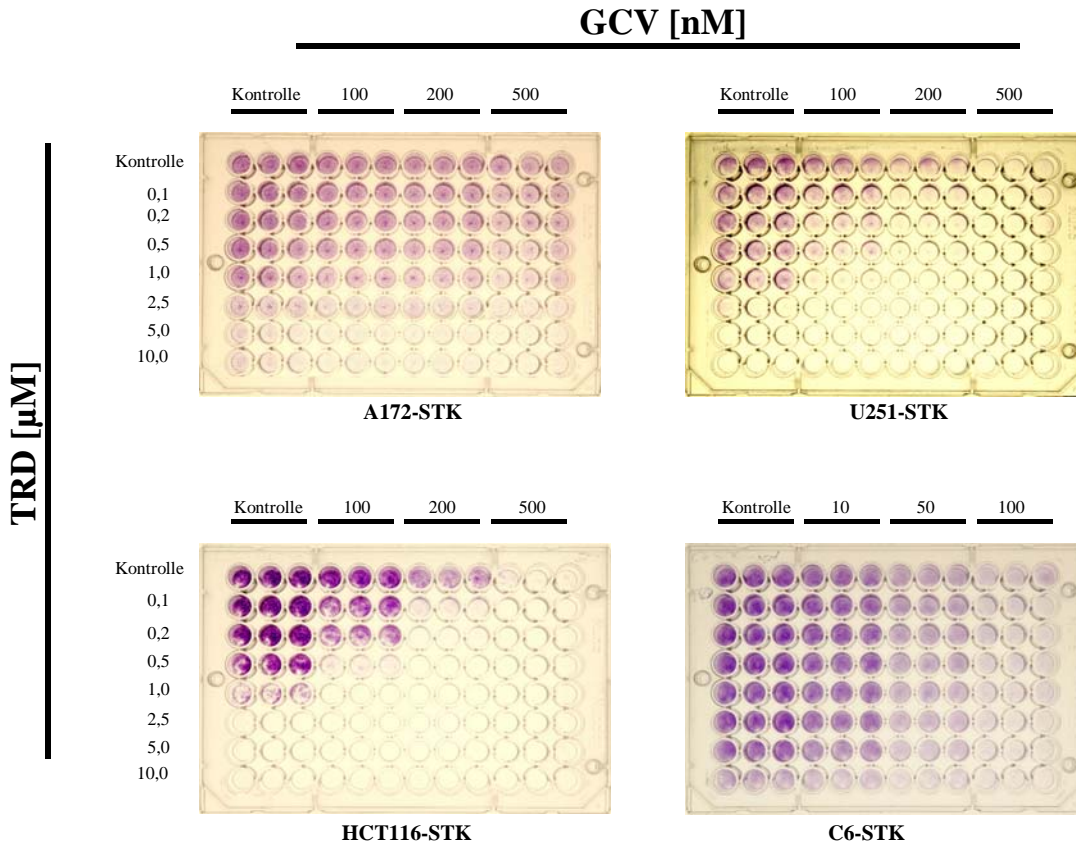 GCV [nM]
Kontrolle 100 200 500
Kontrolle 100 200 500
TRD [µM]
Kontrolle
0,1
0,2
0,5
1,0
2,5
5,0
10,0
A172-STK
U251-STK
Kontrolle 100 200 500
Kontrolle 10 50 100
Kontrolle
0,1
0,2
0,5
1,0
2,5
5,0
10,0
HCT116-STK
C6-STK